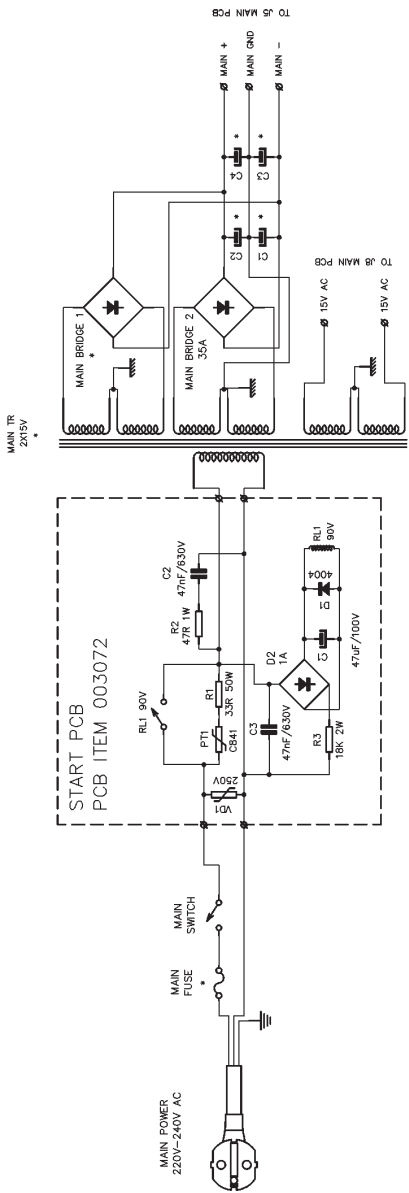 MAIN POWER
220V-240V AC
MAIN
FUSE
*
MAIN
SWITCH
START PCB
PCB ITEM 003072
VD1
250V
RL1 90V
PT1
C841
R1
33R 50W
R2
47R 1W
C2
47nF/630V
C3
47nF/630V
R3
18K 2W
D2
1A
C1
47uF/100V
D1
4004
RL1
90V
MAIN TR
2X15V
*
MAIN BRIDGE 1
*
MAIN BRIDGE 2
35A
C2
*
C1
*
C4
*
C3
*
MAIN +
MAIN GND
MAIN -
TO J5 MAIN PCB
15V AC
15V AC
TO J8 MAIN PCB